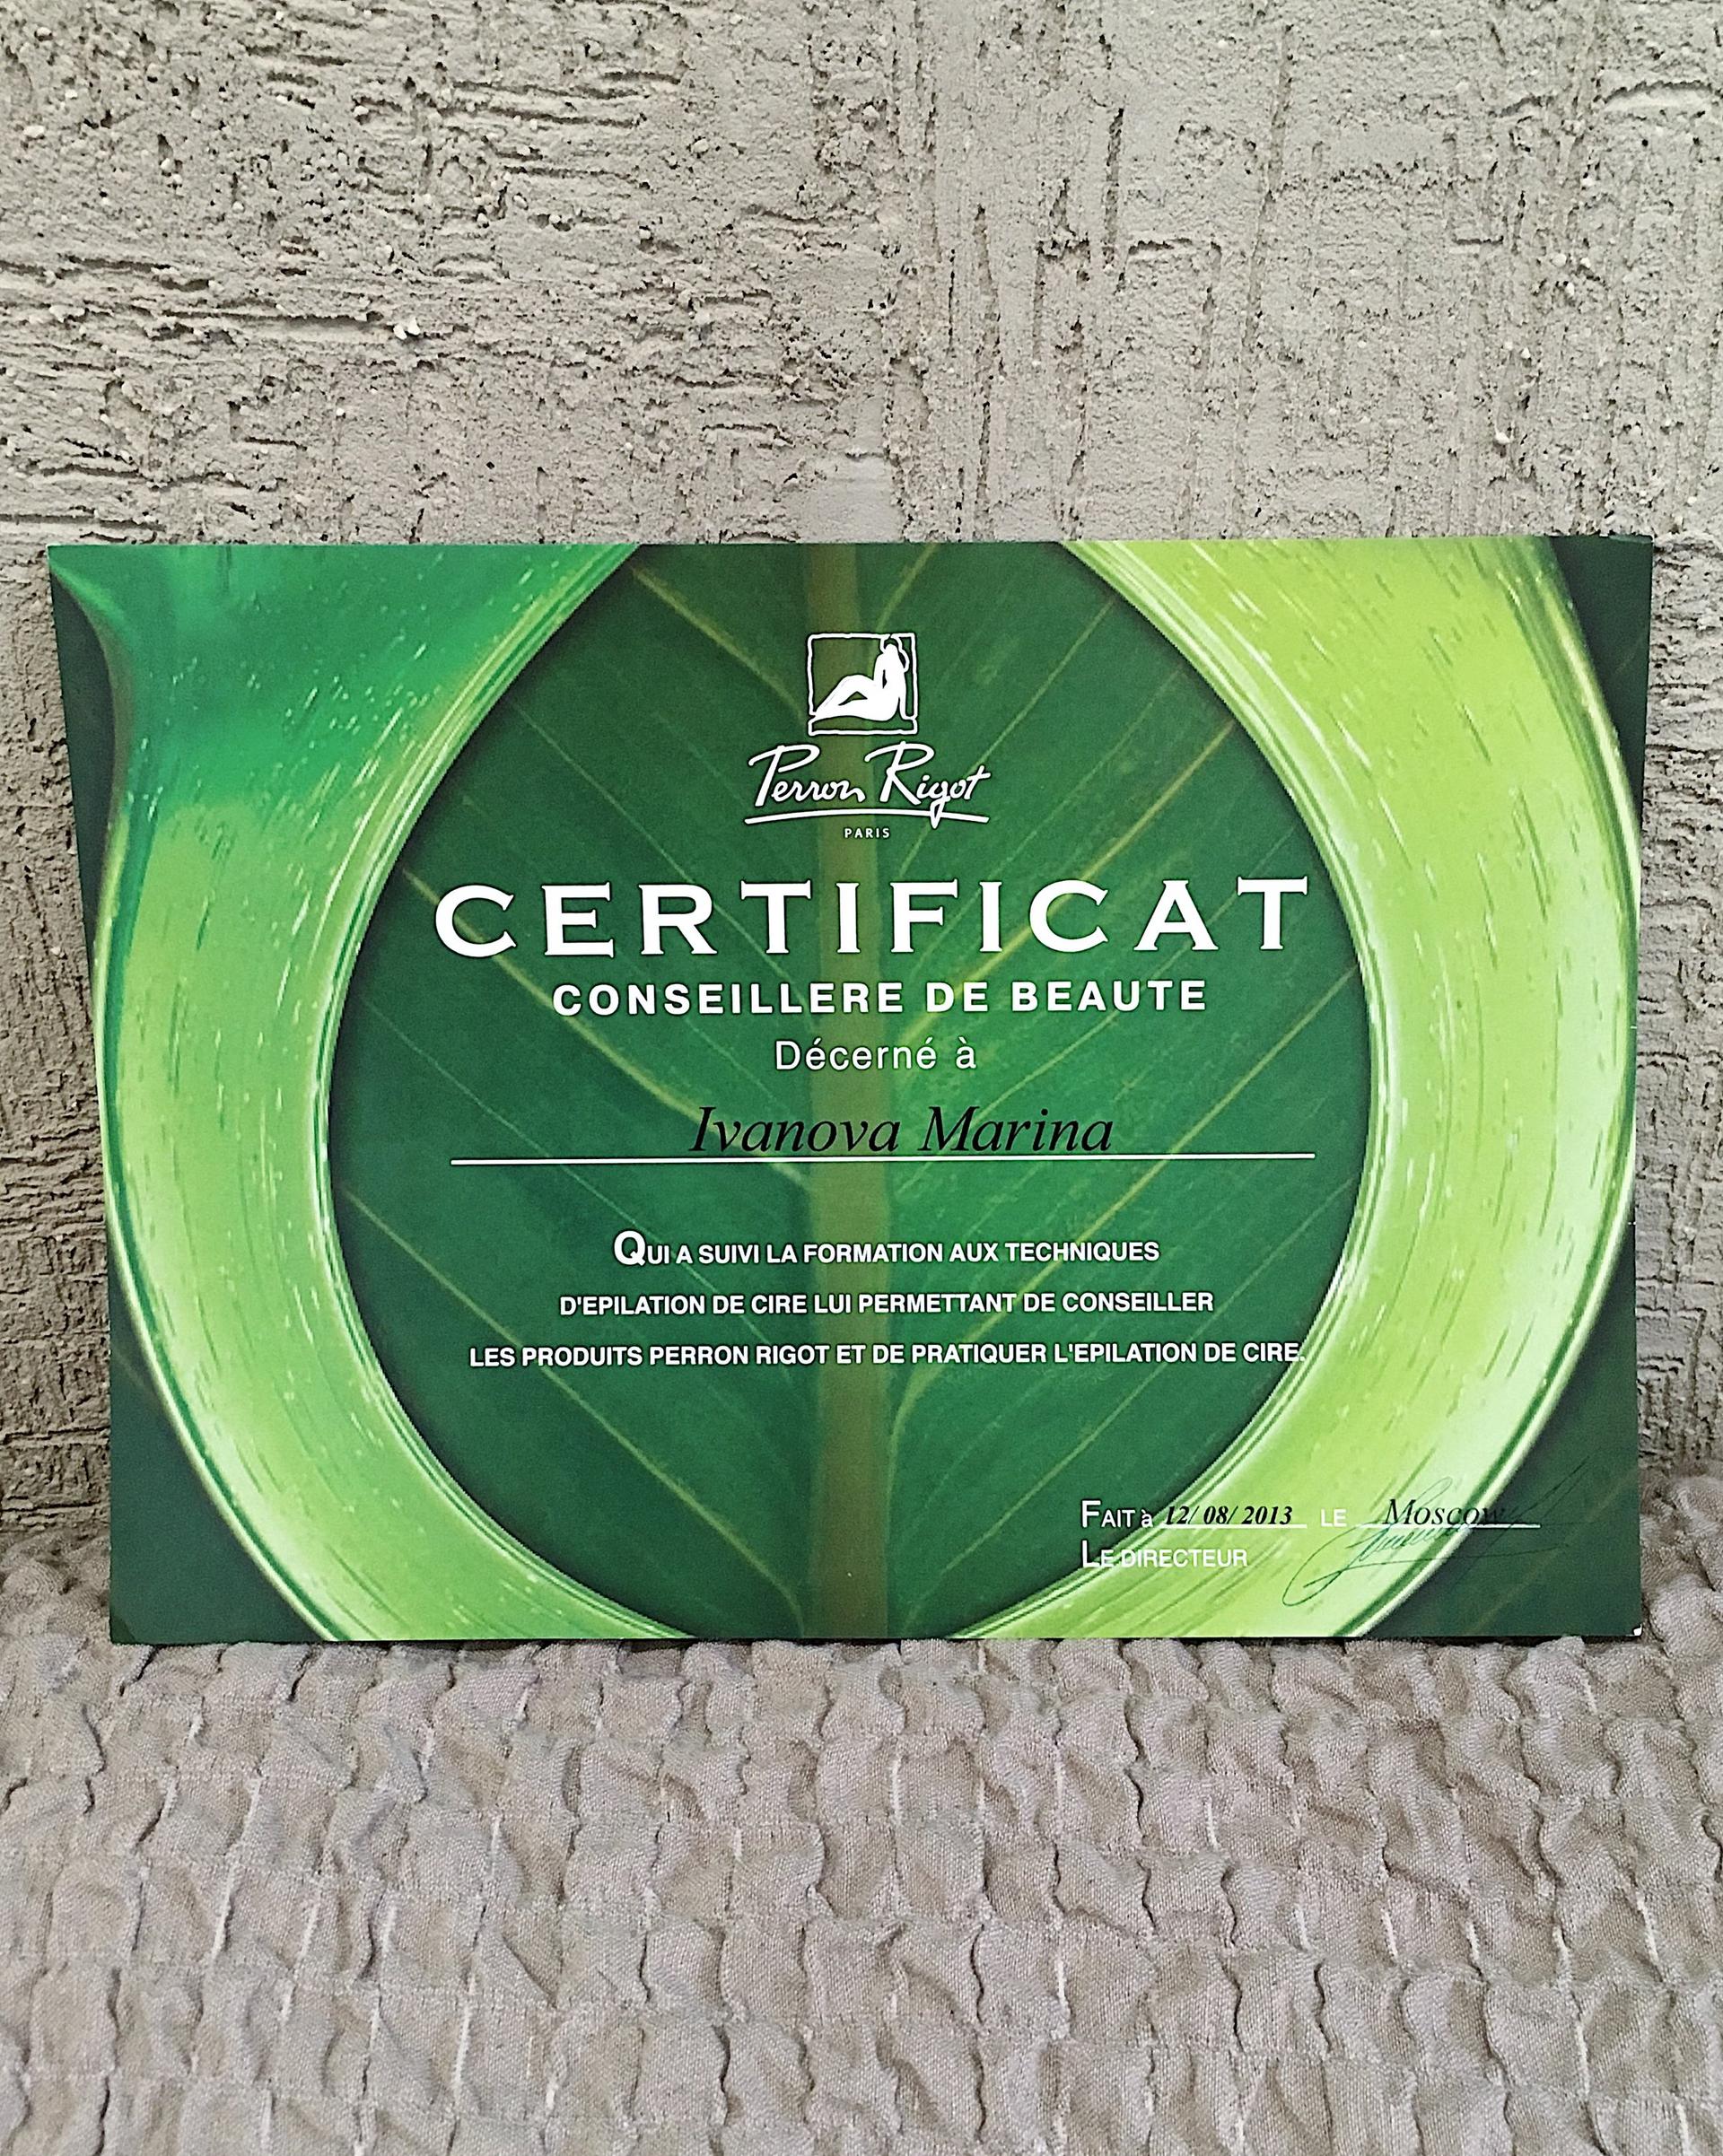 Perron Rigot
PARIS
CERTIFICAT
CONSEILLERE DE BEAUTE
Décerné à
Ivanova Marina
QUI A SUIVI LA FORMATION AUX TECHNIQUES
D'EPILATION DE CIRE LUI PERMETTANT DE CONSEILLER
LES PRODUITS PERRON RIGOT ET DE PRATIQUER L'EPILATION DE CIRE.
FAIT à 12/08/2013 LE Moscow
LE DIRECTEUR